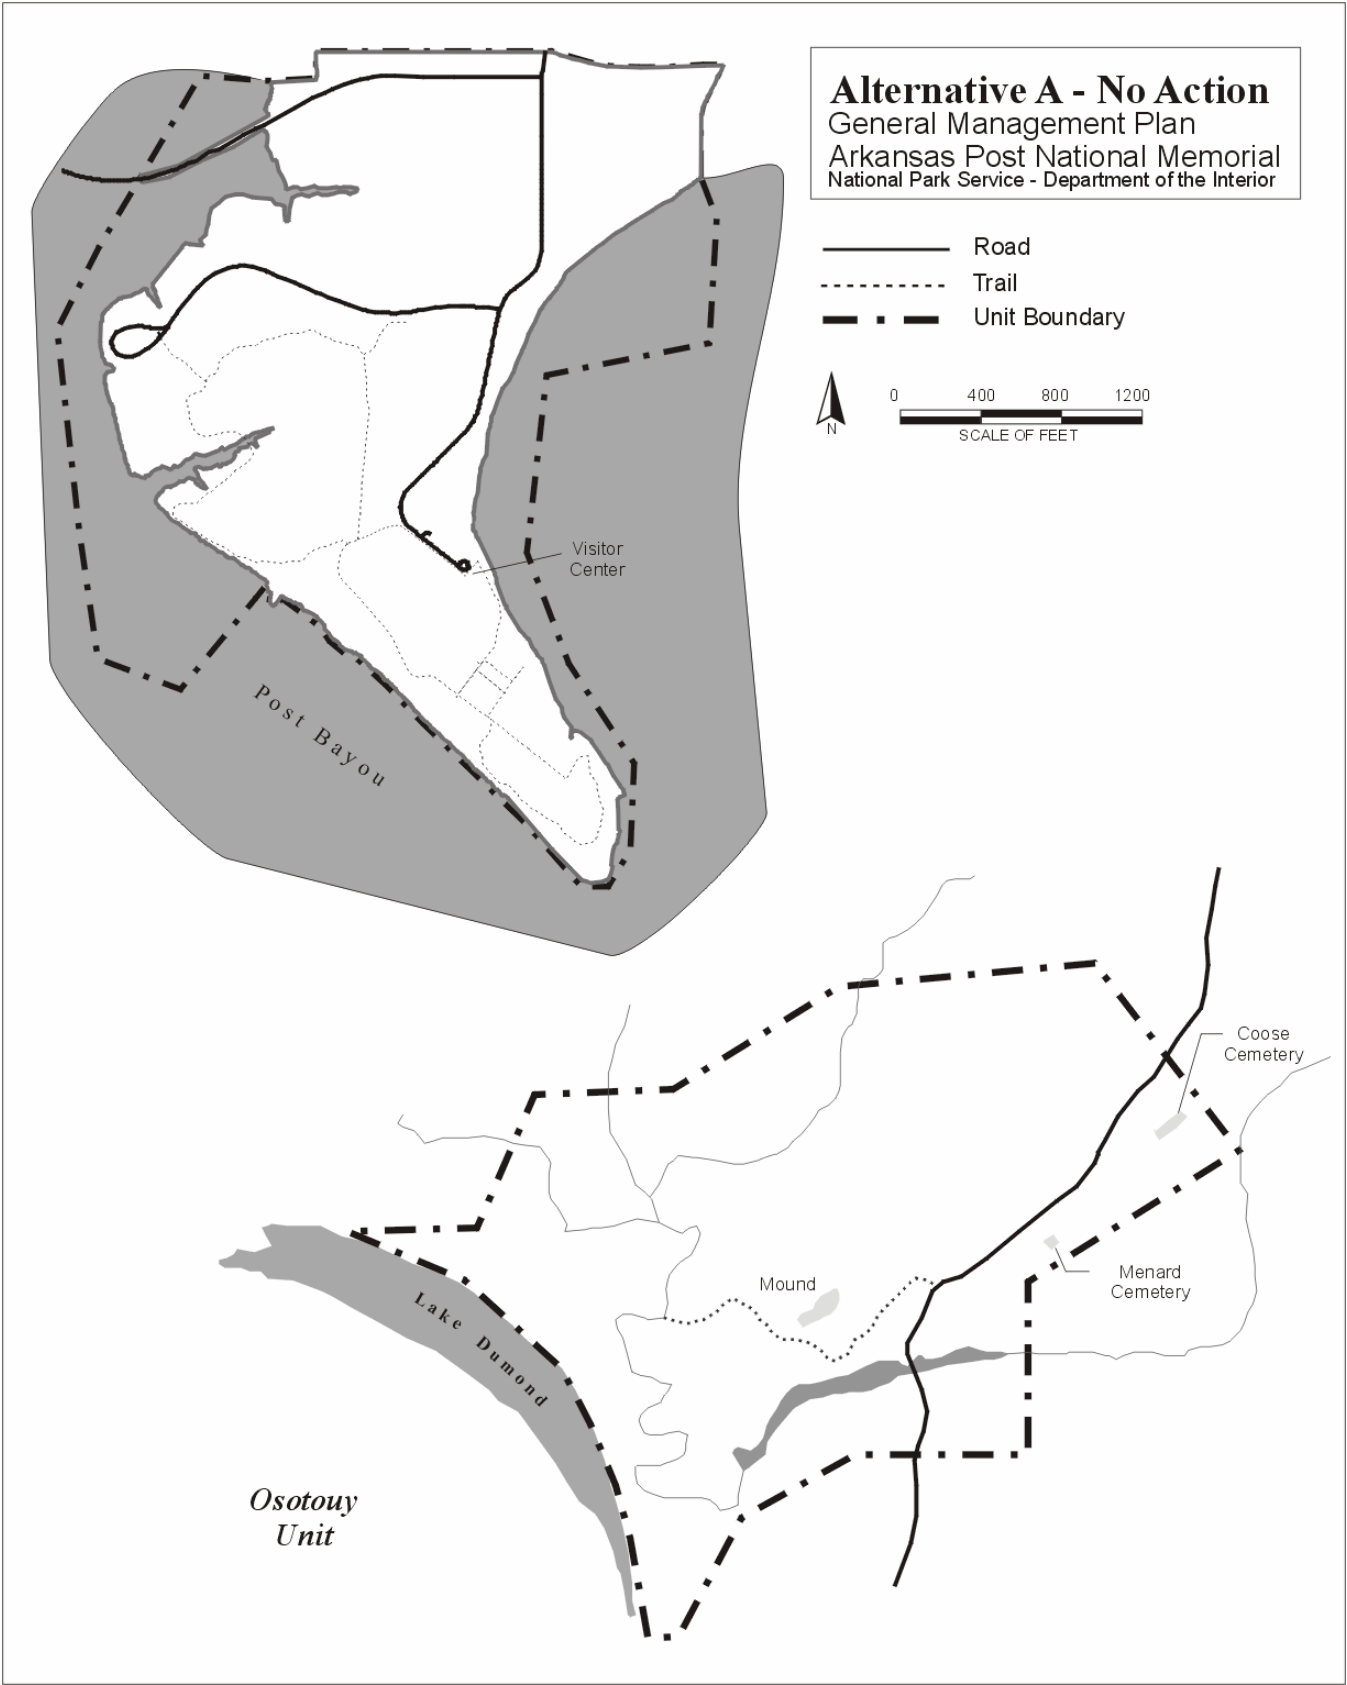 Alternative A - No Action
General Management Plan
Arkansas Post National Memorial
National Park Service - Department of the Interior
Road
Trail
Unit Boundary
N
0 400 800 1200
SCALE OF FEET
Visitor
Center
Post Bayou
Coose
Cemetery
Mound
Menard
Cemetery
Lake Dumond
Osotouy
Unit